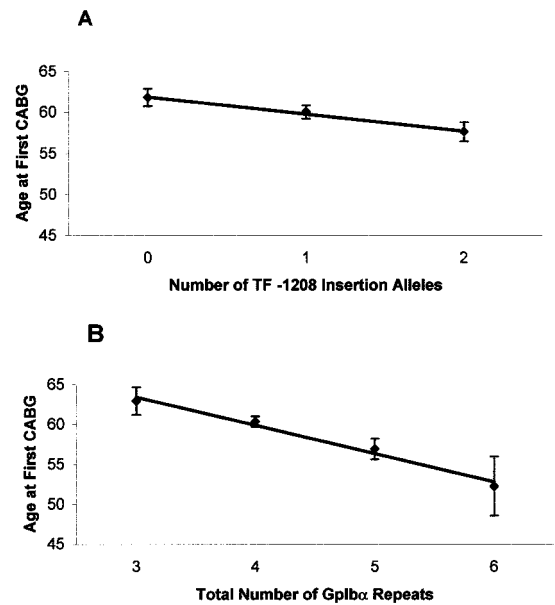 A
Age at First CABG
65
60
55
50
45
0 1 2
Number of TF -1208 Insertion Alleles
B
Age at First CABG
65
60
55
50
45
3 4 5 6
Total Number of GpIbα Repeats